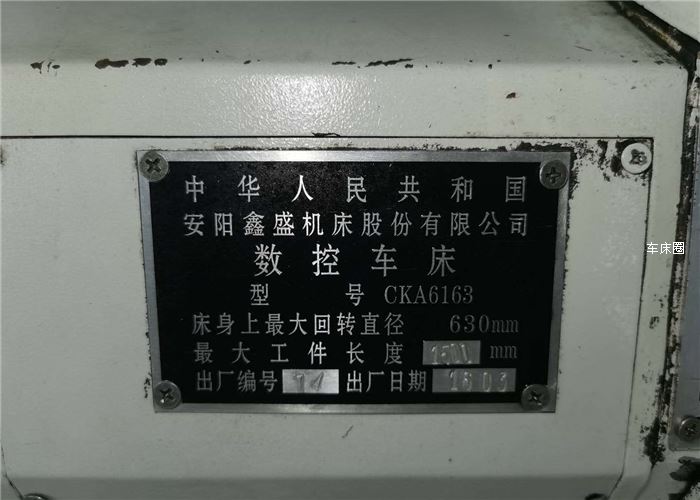 中华人民共和国
安阳鑫盛机床股份有限公司
数控车床
型号 CKA6163
床身上最大回转直径 630mm
最大工件长度 1500 mm
出厂编号 14 出厂日期
车床圈